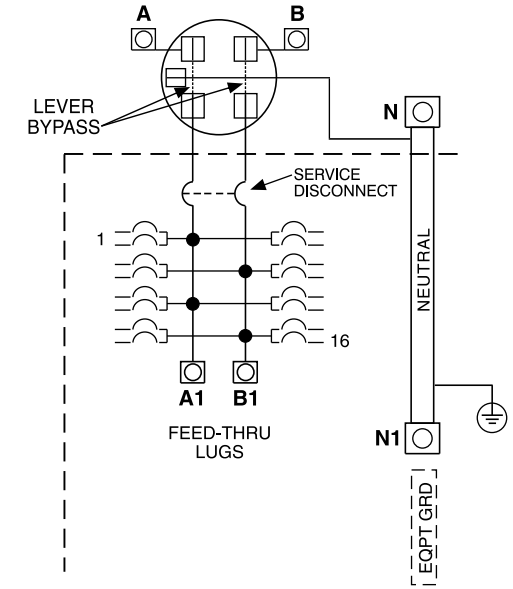 A
B
LEVER
BYPASS
N
SERVICE
DISCONNECT
1
NEUTRAL
16
A1
B1
FEED-THRU
LUGS
N1
EQPT GRD